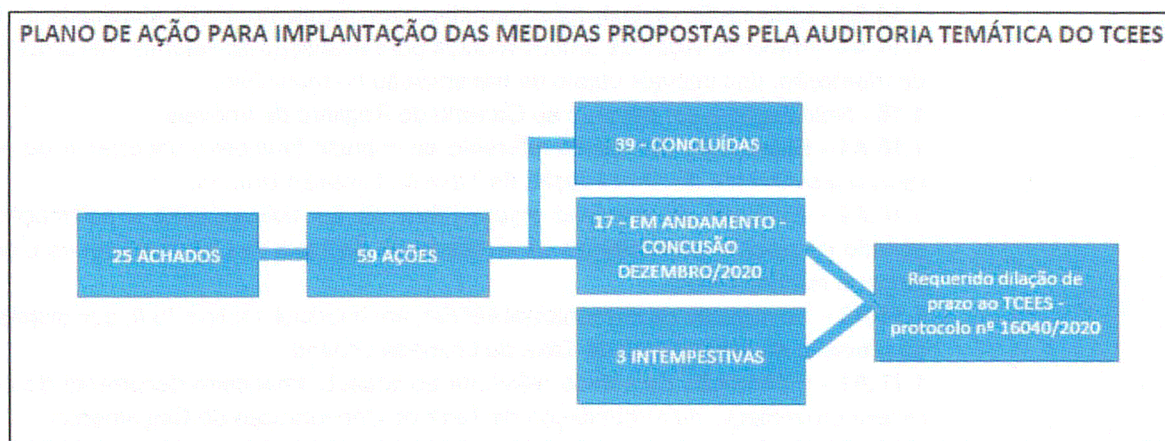 PLANO DE AÇÃO PARA IMPLANTAÇÃO DAS MEDIDAS PROPOSTAS PELA AUDITORIA TEMÁTICA DO TCEES
25 ACHADOS
59 AÇÕES
39 - CONCLUÍDAS
17 - EM ANDAMENTO -
CONCUSÃO
DEZEMBRO/2020
3 INTEMPESTIVAS
Requerido dilação de
prazo ao TCEES -
protocolo nº 16040/2020